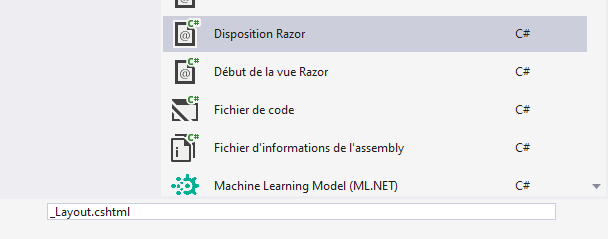 Disposition Razor C#
Début de la vue Razor C#
Fichier de code C#
Fichier d'informations de l'assembly C#
Machine Learning Model (ML.NET) C#
_Layout.cshtml